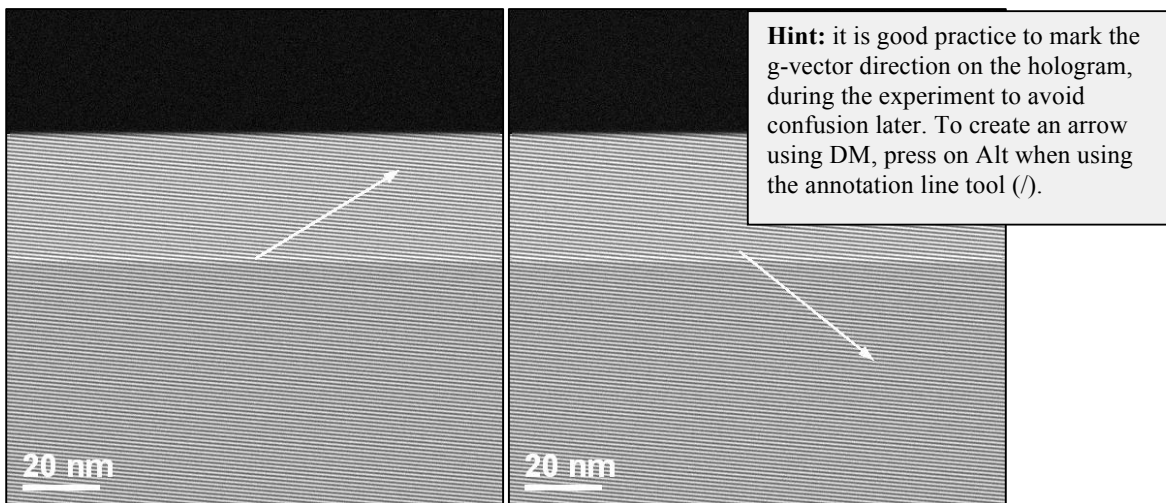 Hint: it is good practice to mark the
g-vector direction on the hologram,
during the experiment to avoid
confusion later. To create an arrow
using DM, press on Alt when using
the annotation line tool (/).
20 nm
20 nm